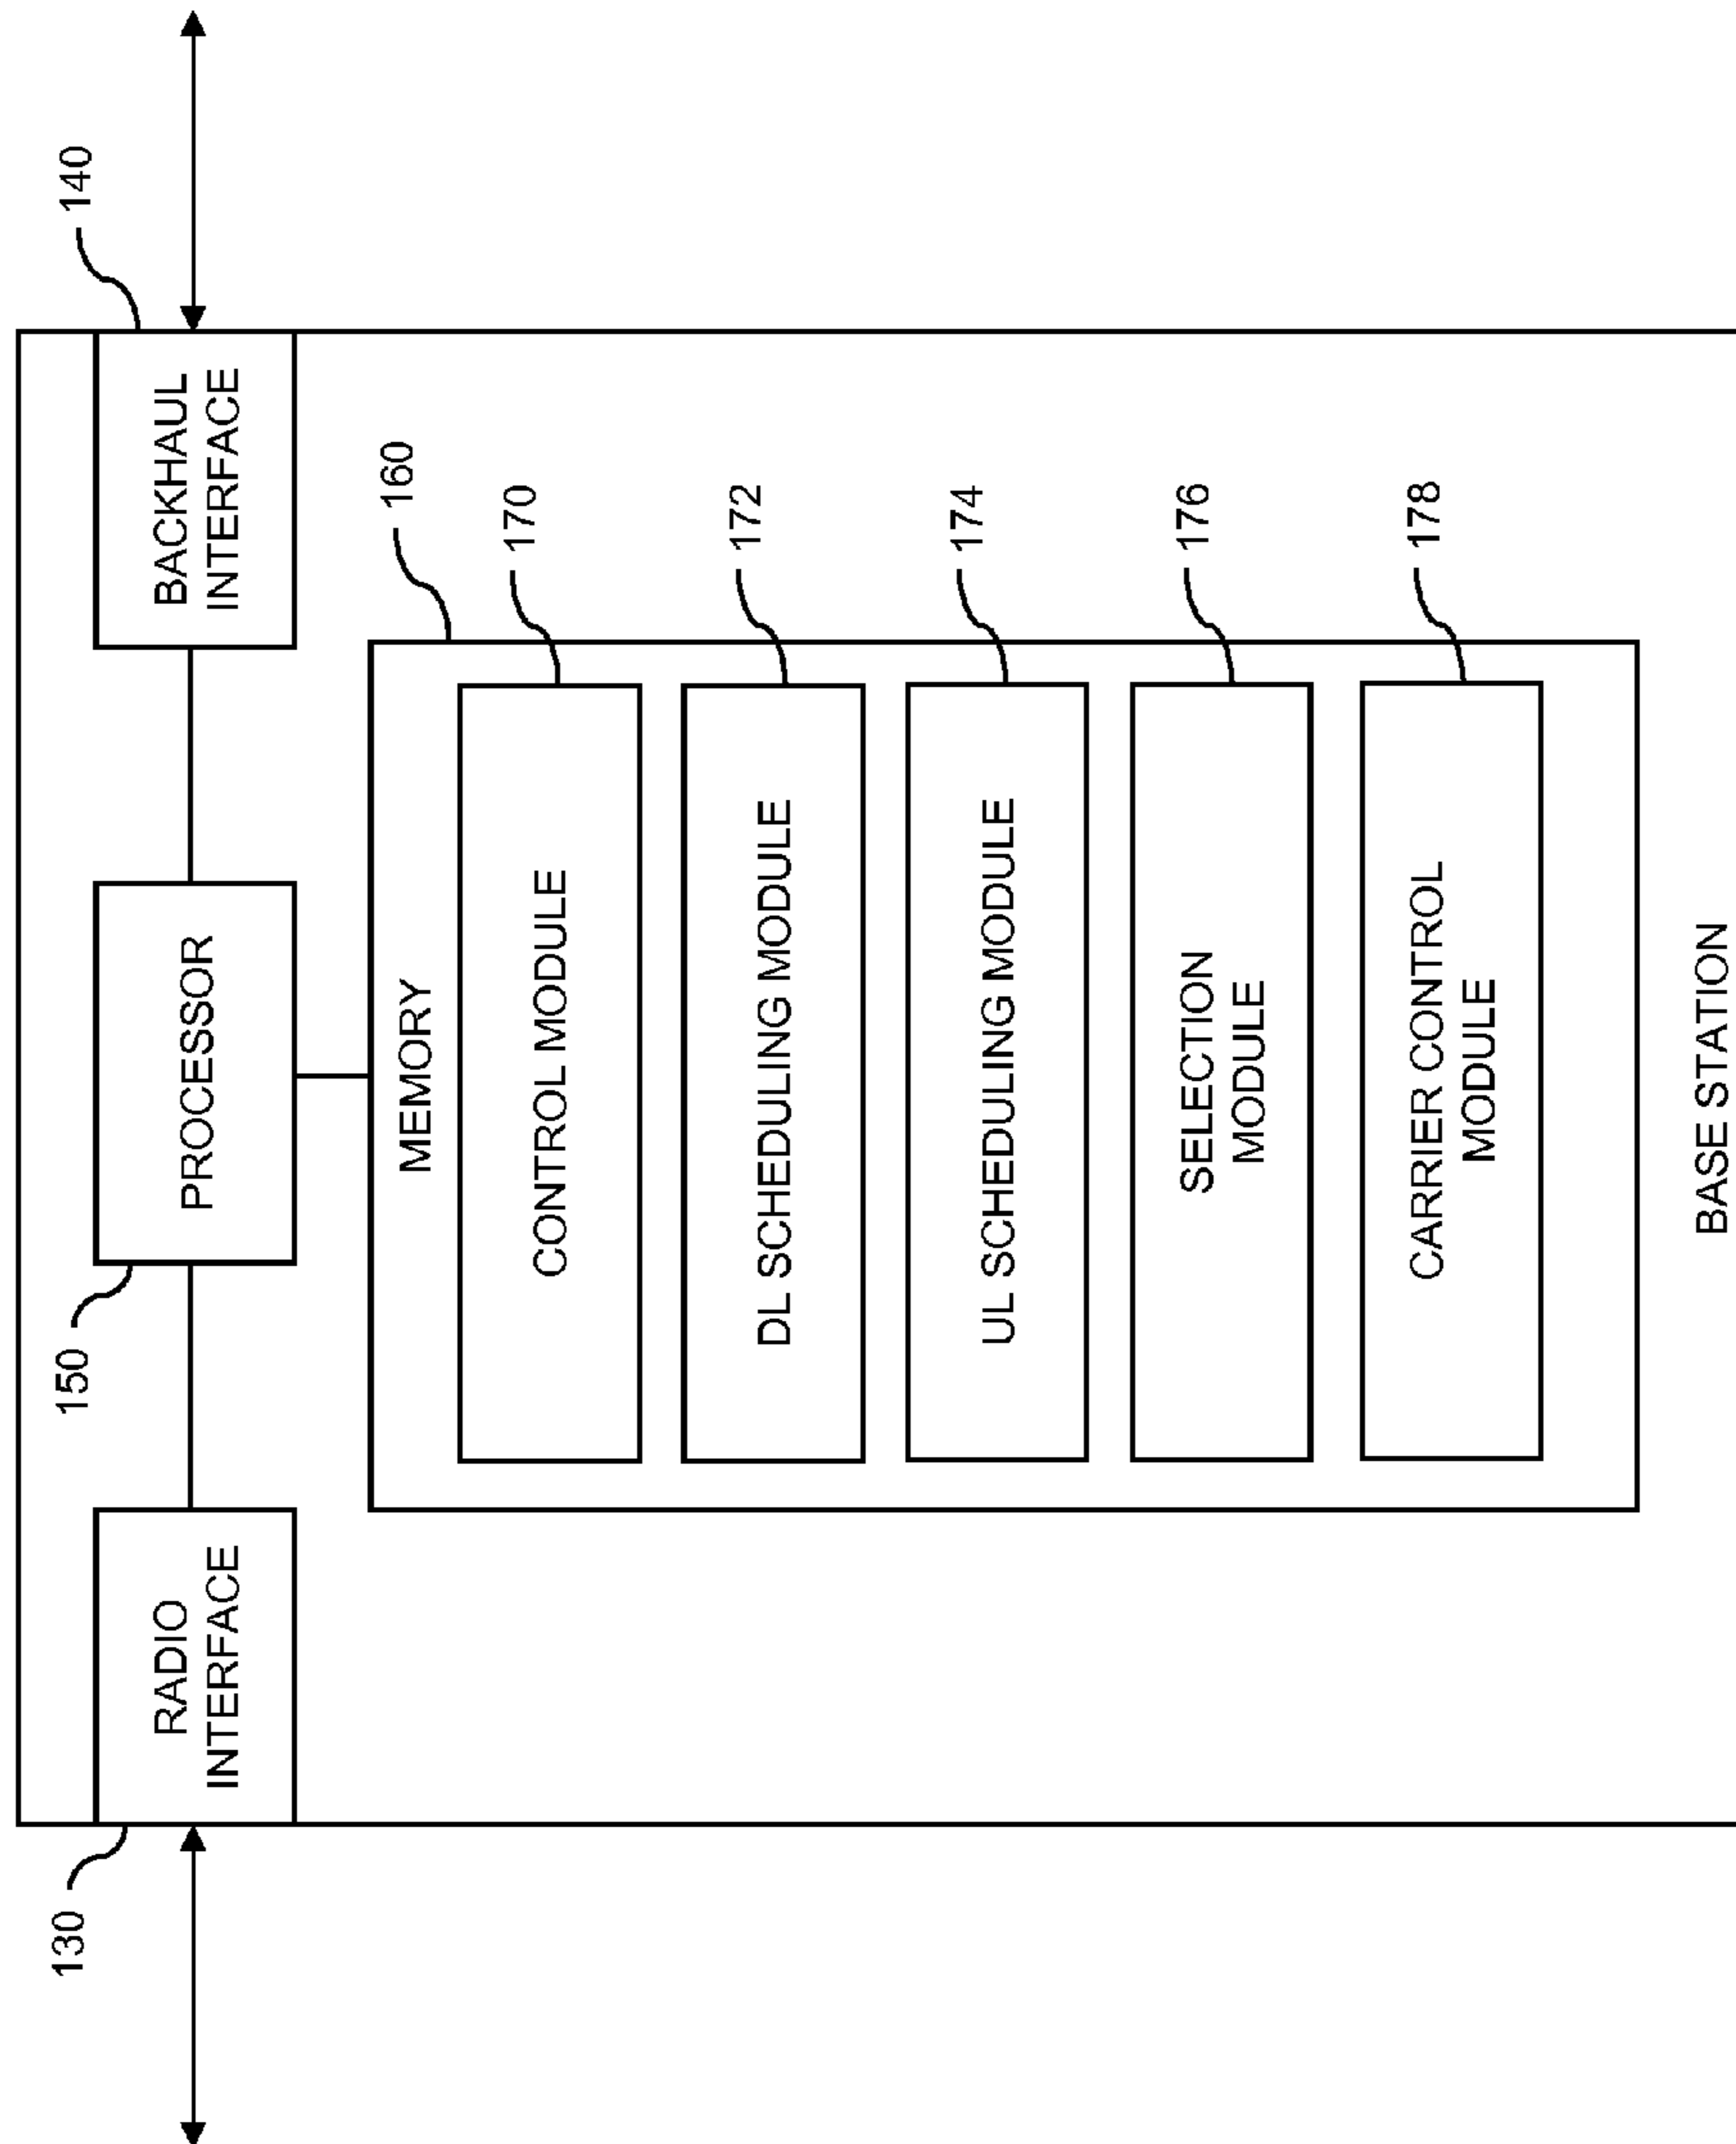 130
150
140
RADIO
INTERFACE
PROCESSOR
BACKHAUL
INTERFACE
160
MEMORY
170
CONTROL MODULE
172
DL SCHEDULING MODULE
174
UL SCHEDULING MODULE
176
SELECTION
MODULE
178
CARRIER CONTROL
MODULE
BASE STATION